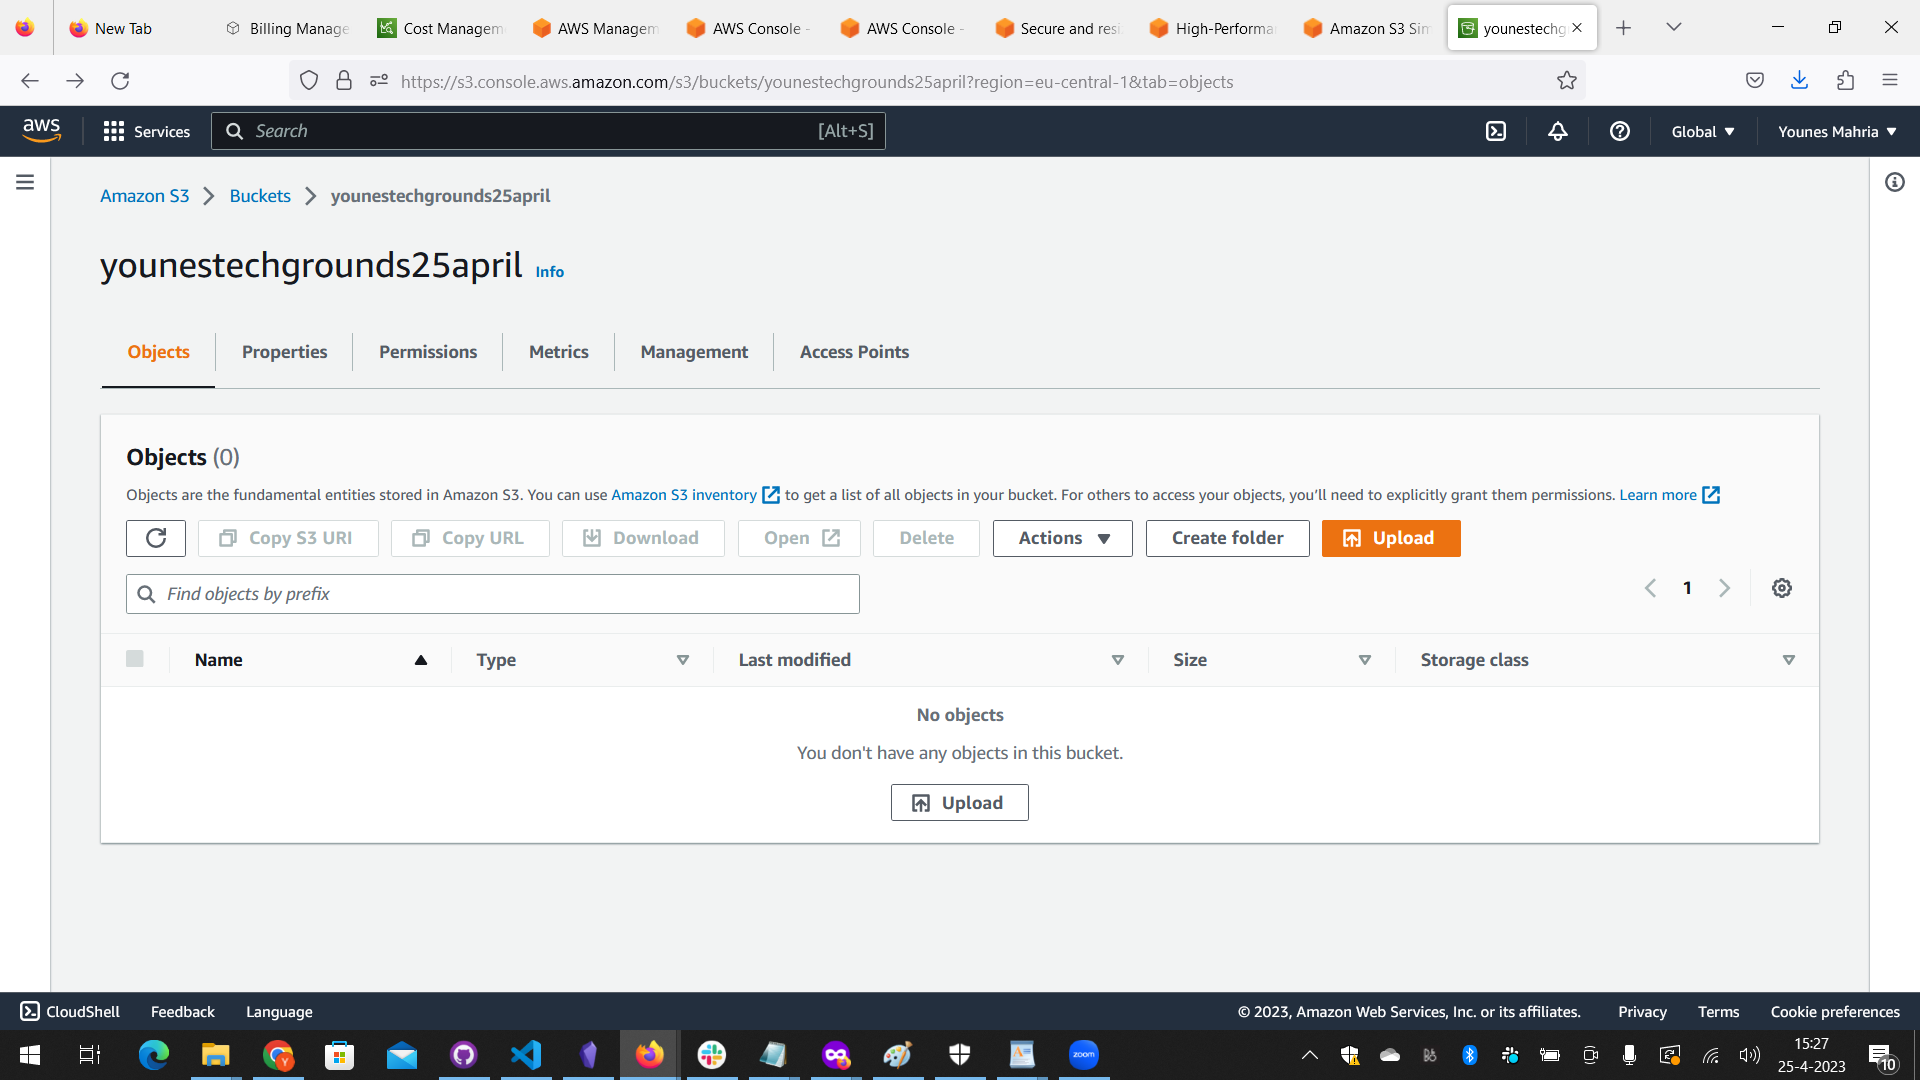 New Tab
Billing Manage
Cost Managem
AWS Managem
AWS Console -
AWS Console -
Secure and resi
High-Performa
Amazon S3 Sim
younestechg
https://s3.console.aws.amazon.com/s3/buckets/younestechgrounds25april?region=eu-central-1&tab=objects
aws
Services
Search
[Alt+S]
Global
Younes Mahria
Amazon S3
Buckets
younestechgrounds25april
younestechgrounds25april Info
Objects
Properties
Permissions
Metrics
Management
Access Points
Objects (0)
Objects are the fundamental entities stored in Amazon S3. You can use Amazon S3 inventory to get a list of all objects in your bucket. For others to access your objects, you’ll need to explicitly grant them permissions. Learn more
Copy S3 URI
Copy URL
Download
Open
Delete
Actions
Create folder
Upload
Find objects by prefix
1
Name
Type
Last modified
Size
Storage class
No objects
You don't have any objects in this bucket.
Upload
CloudShell
Feedback
Language
© 2023, Amazon Web Services, Inc. or its affiliates.
Privacy
Terms
Cookie preferences
Y
zoom
15:27
25-4-2023
10